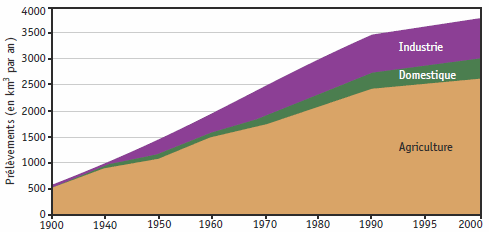 Prélèvements (en km³ par an)
4000
3500
3000
2500
2000
1500
1000
500
0
Industrie
Domestique
Agriculture
1900 1940 1950 1960 1970 1980 1990 1995 2000